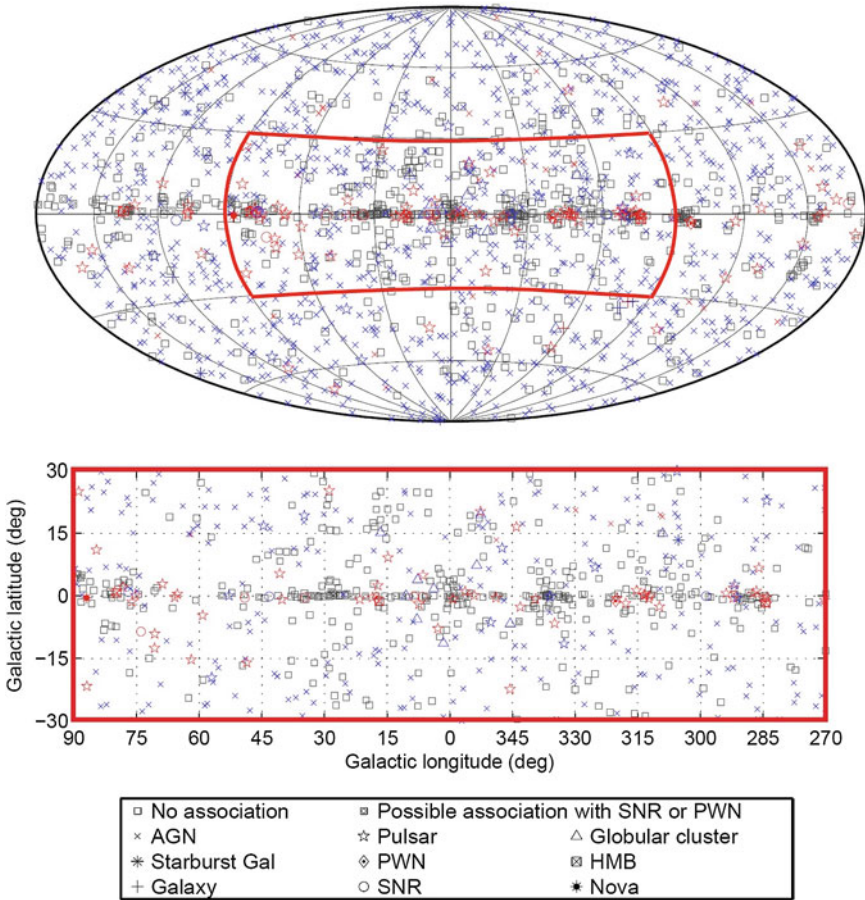 30
15
0
−15
−30
Galactic latitude (deg)
90 75 60 45 30 15 0 345 330 315 300 285 270
Galactic longitude (deg)
No association Possible association with SNR or PWN
AGN Pulsar Globular cluster
Starburst Gal PWN HMB
Galaxy SNR Nova